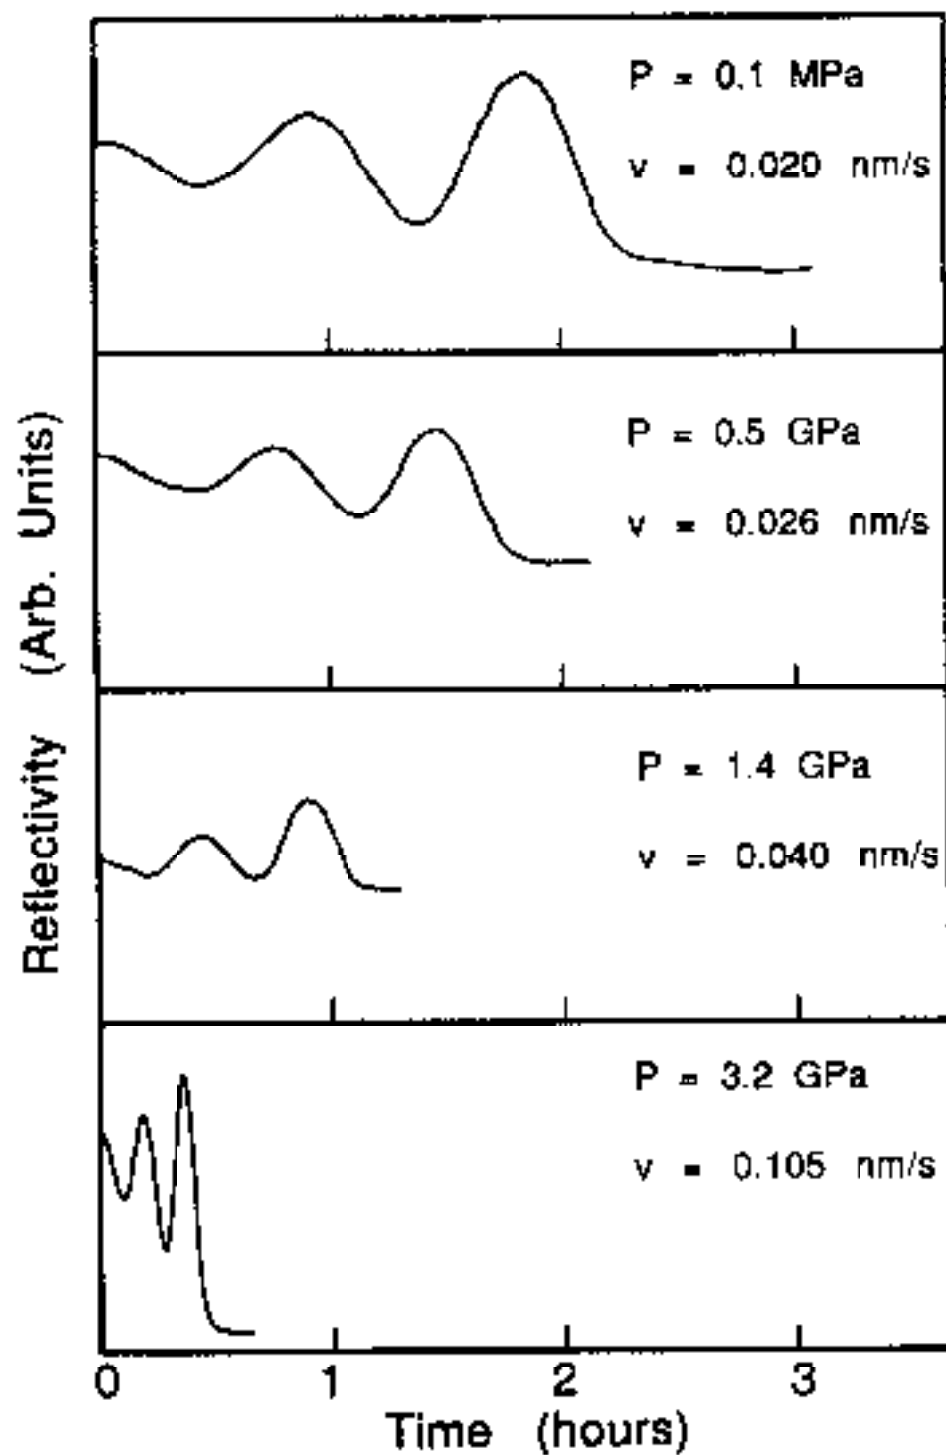 P = 0.1 MPa
v = 0.020 nm/s
P = 0.5 GPa
v = 0.026 nm/s
P = 1.4 GPa
v = 0.040 nm/s
P = 3.2 GPa
v = 0.105 nm/s
Reflectivity (Arb. Units)
0 1 2 3
Time (hours)